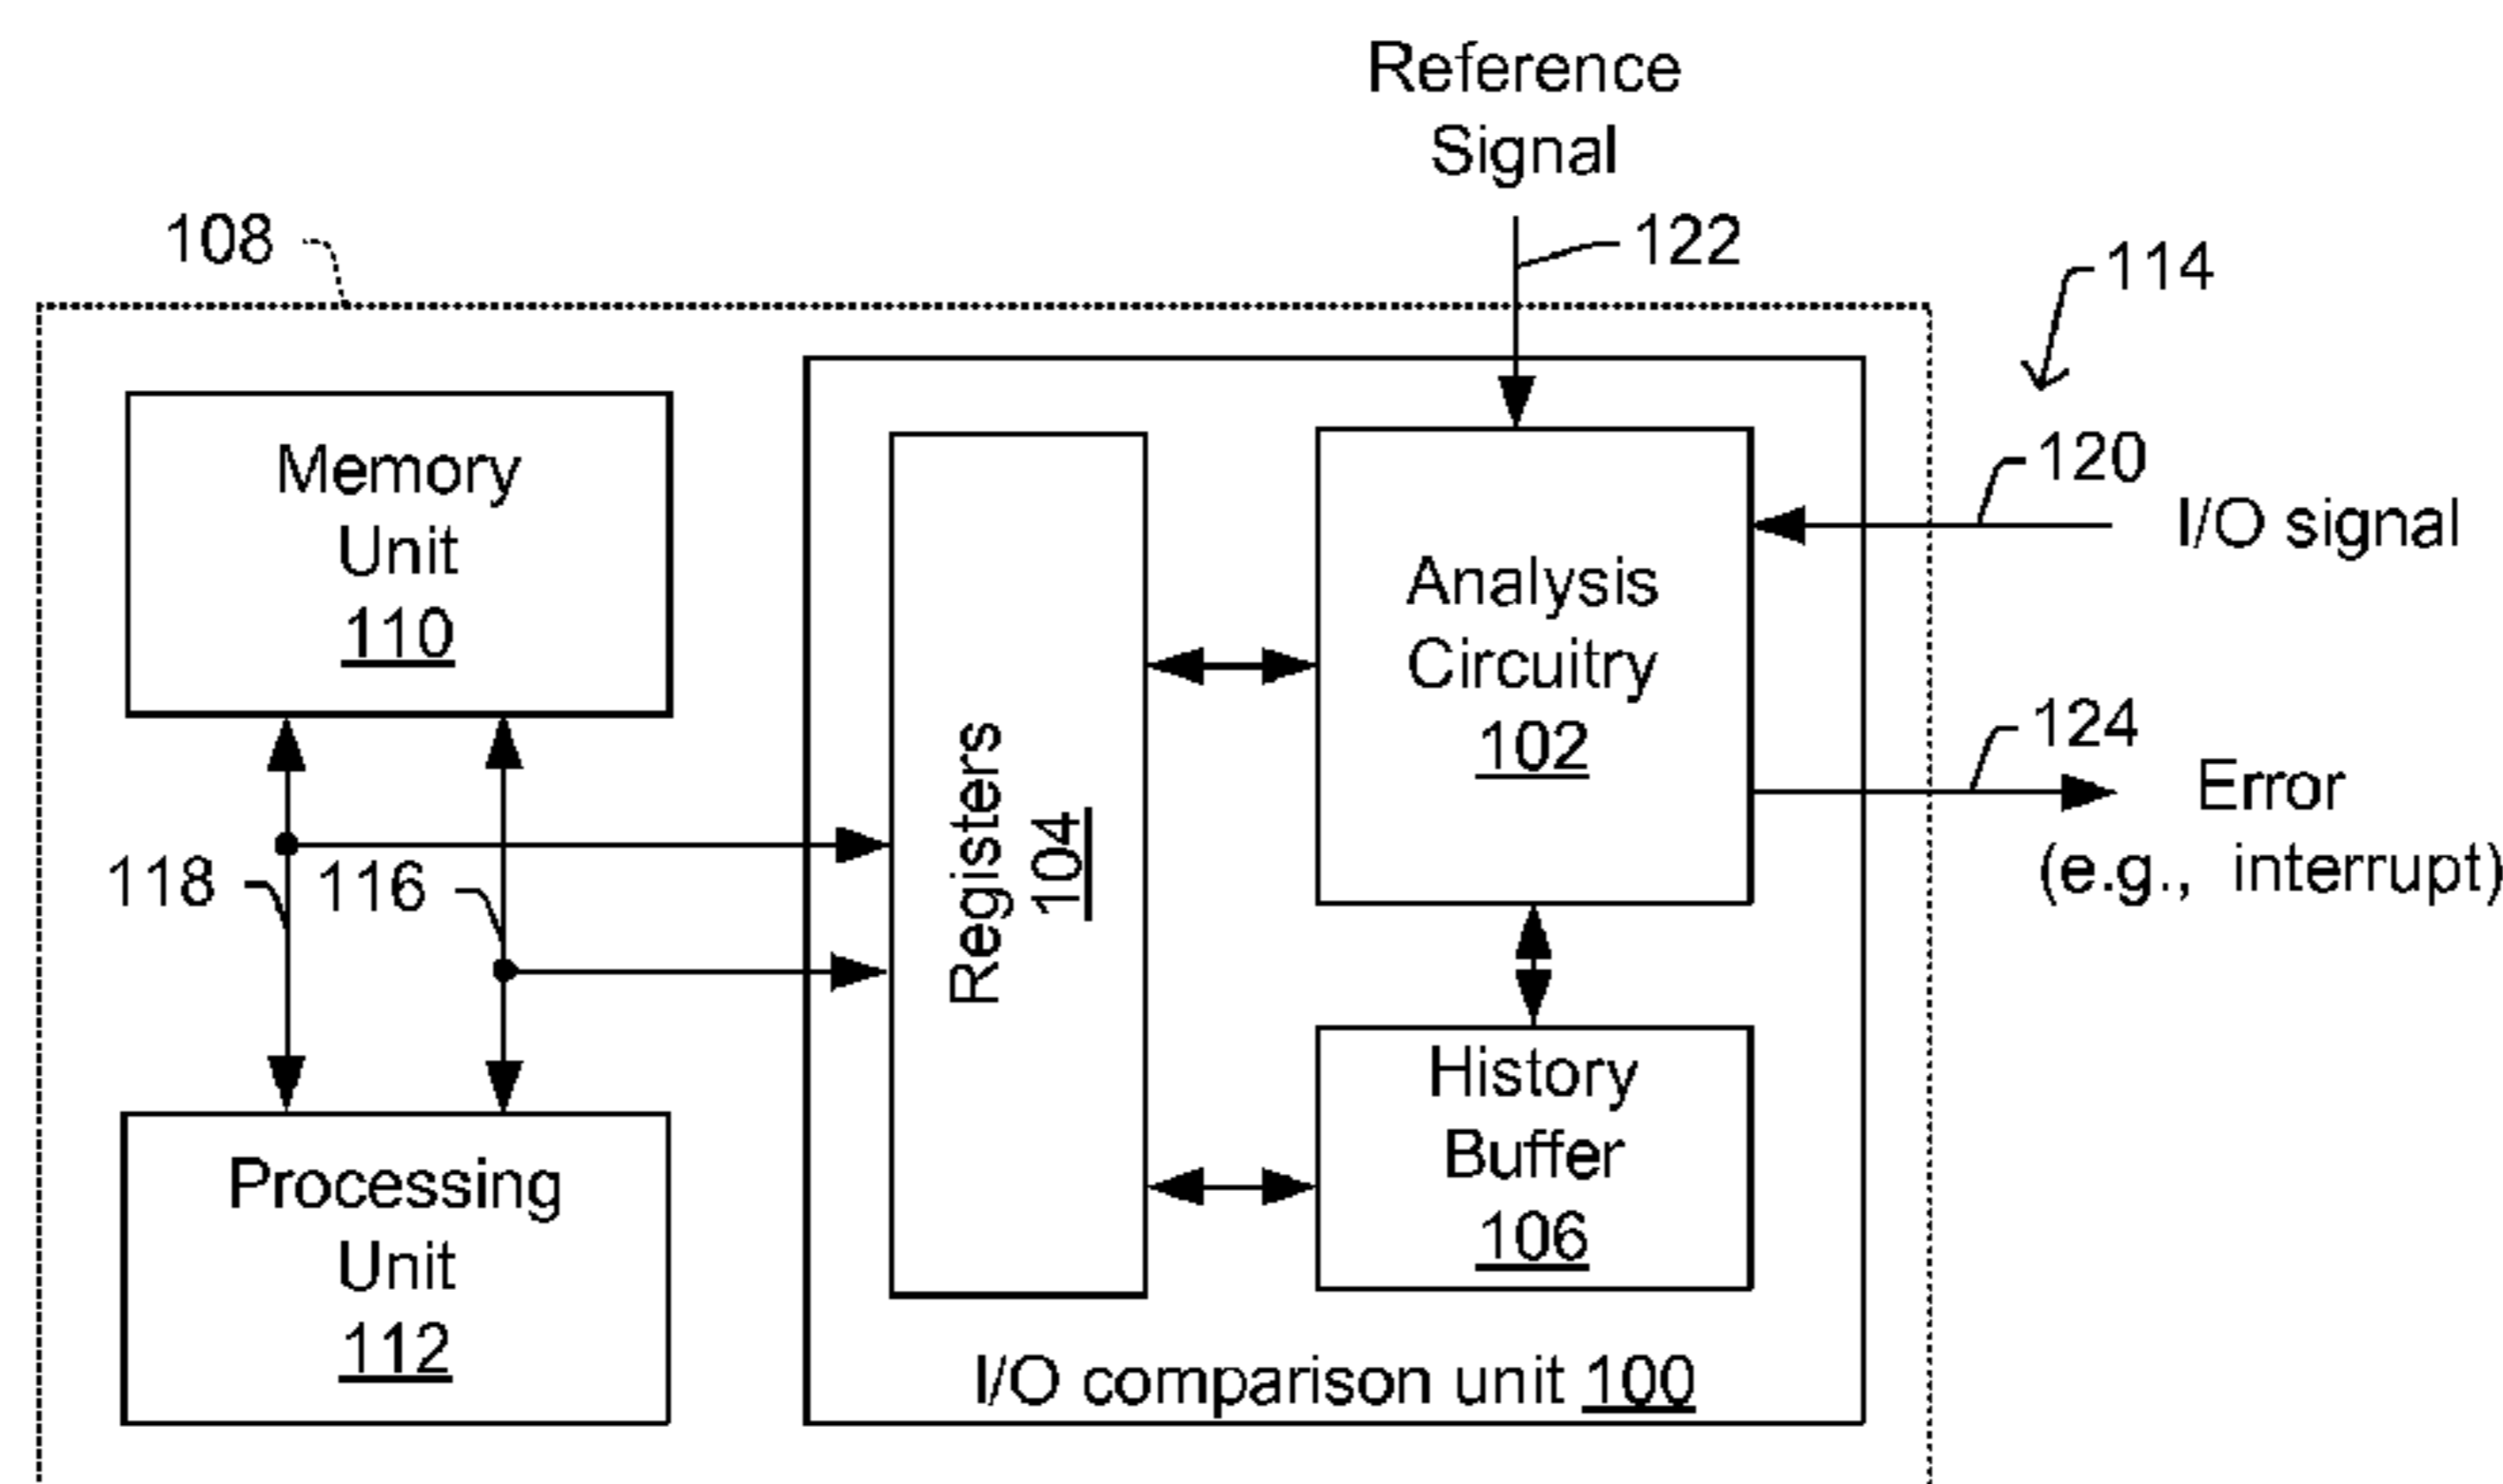 Reference
Signal
108
122
114
Memory
Unit
110
120
I/O signal
Analysis
Circuitry
102
Registers
104
124
Error
(e.g., interrupt)
118
116
History
Buffer
106
Processing
Unit
112
I/O comparison unit 100